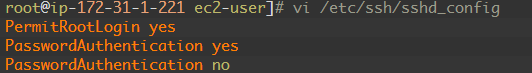 root@ip-172-31-1-221 ec2-user]# vi /etc/ssh/sshd_config
PermitRootLogin yes
PasswordAuthentication yes
PasswordAuthentication no